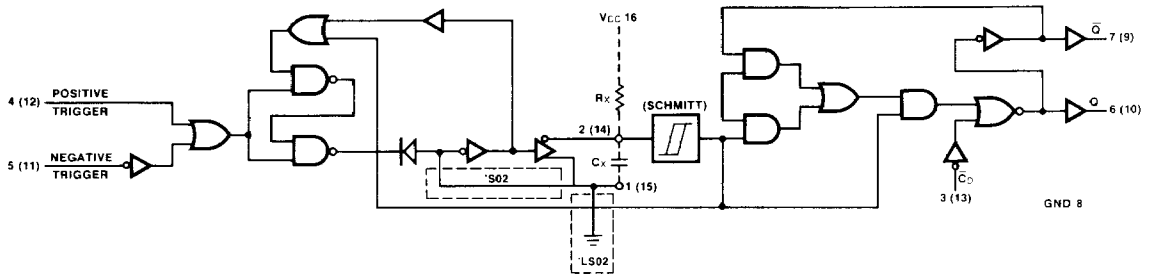 VCC 16
Q̅
7 (9)
RX
(SCHMITT)
4 (12) POSITIVE TRIGGER
2 (14)
Q
6 (10)
5 (11) NEGATIVE TRIGGER
CX
'S02
1 (15)
C̅D
3 (13)
GND 8
'LS02